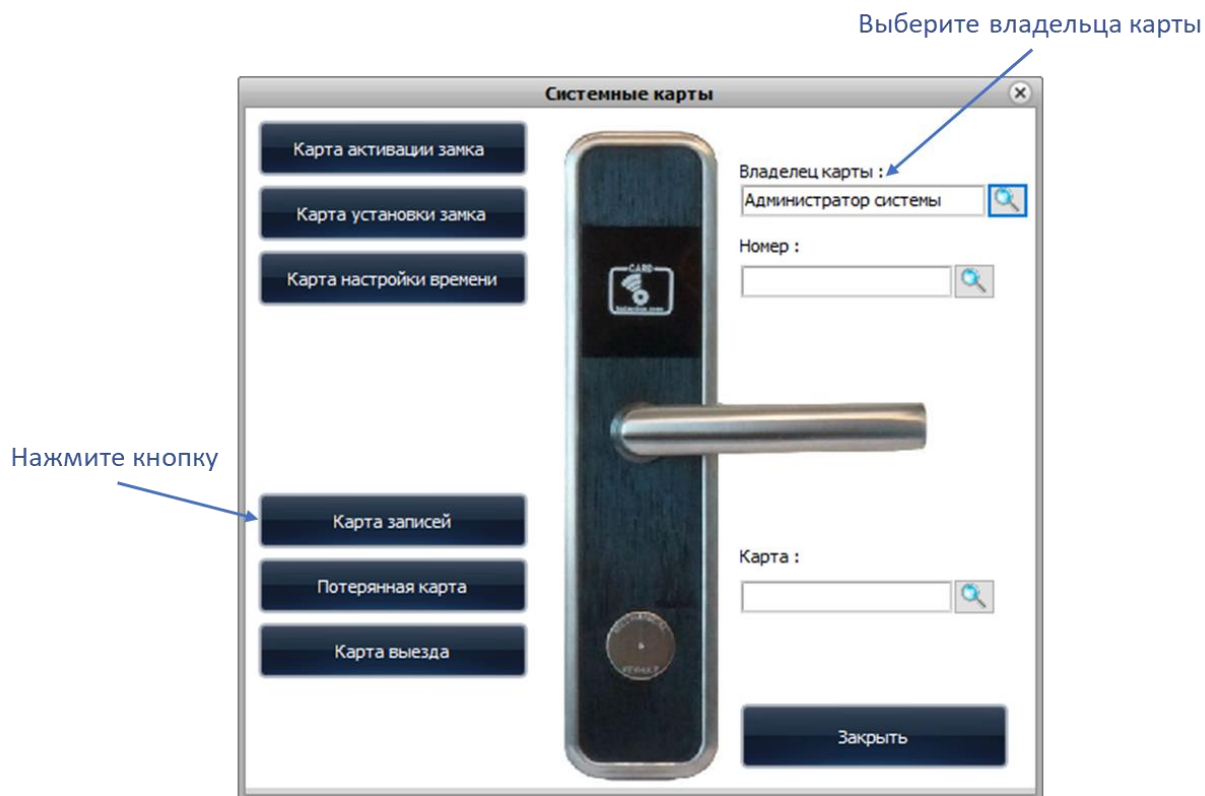 Выберите владельца карты
Системные карты
Карта активации замка
Карта установки замка
Карта настройки времени
Владелец карты :
Администратор системы
Номер :
CARD
Нажмите кнопку
Карта записей
Потерянная карта
Карта выезда
Карта :
Закрыть